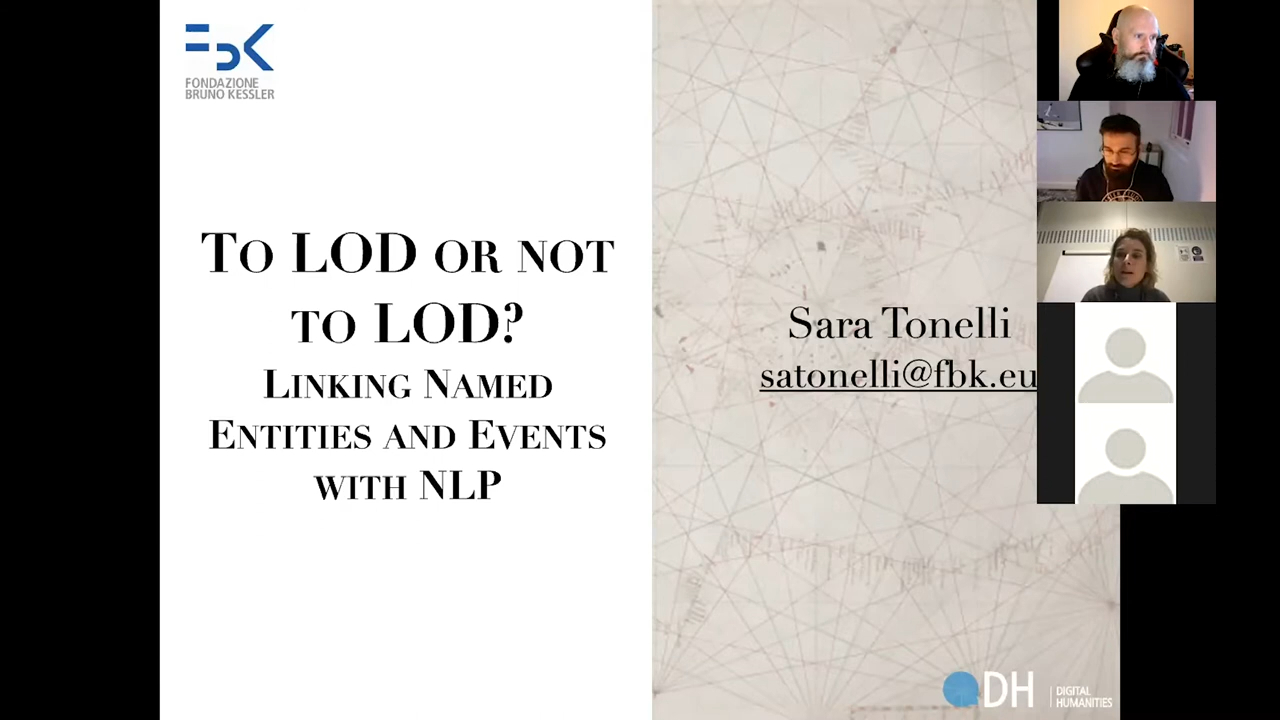 FBK
FONDAZIONE
BRUNO KESSLER
TO LOD OR NOT
TO LOD?
LINKING NAMED
ENTITIES AND EVENTS
WITH NLP
Sara Tonelli
satonelli@fbk.eu
DH
DIGITAL
HUMANITIES